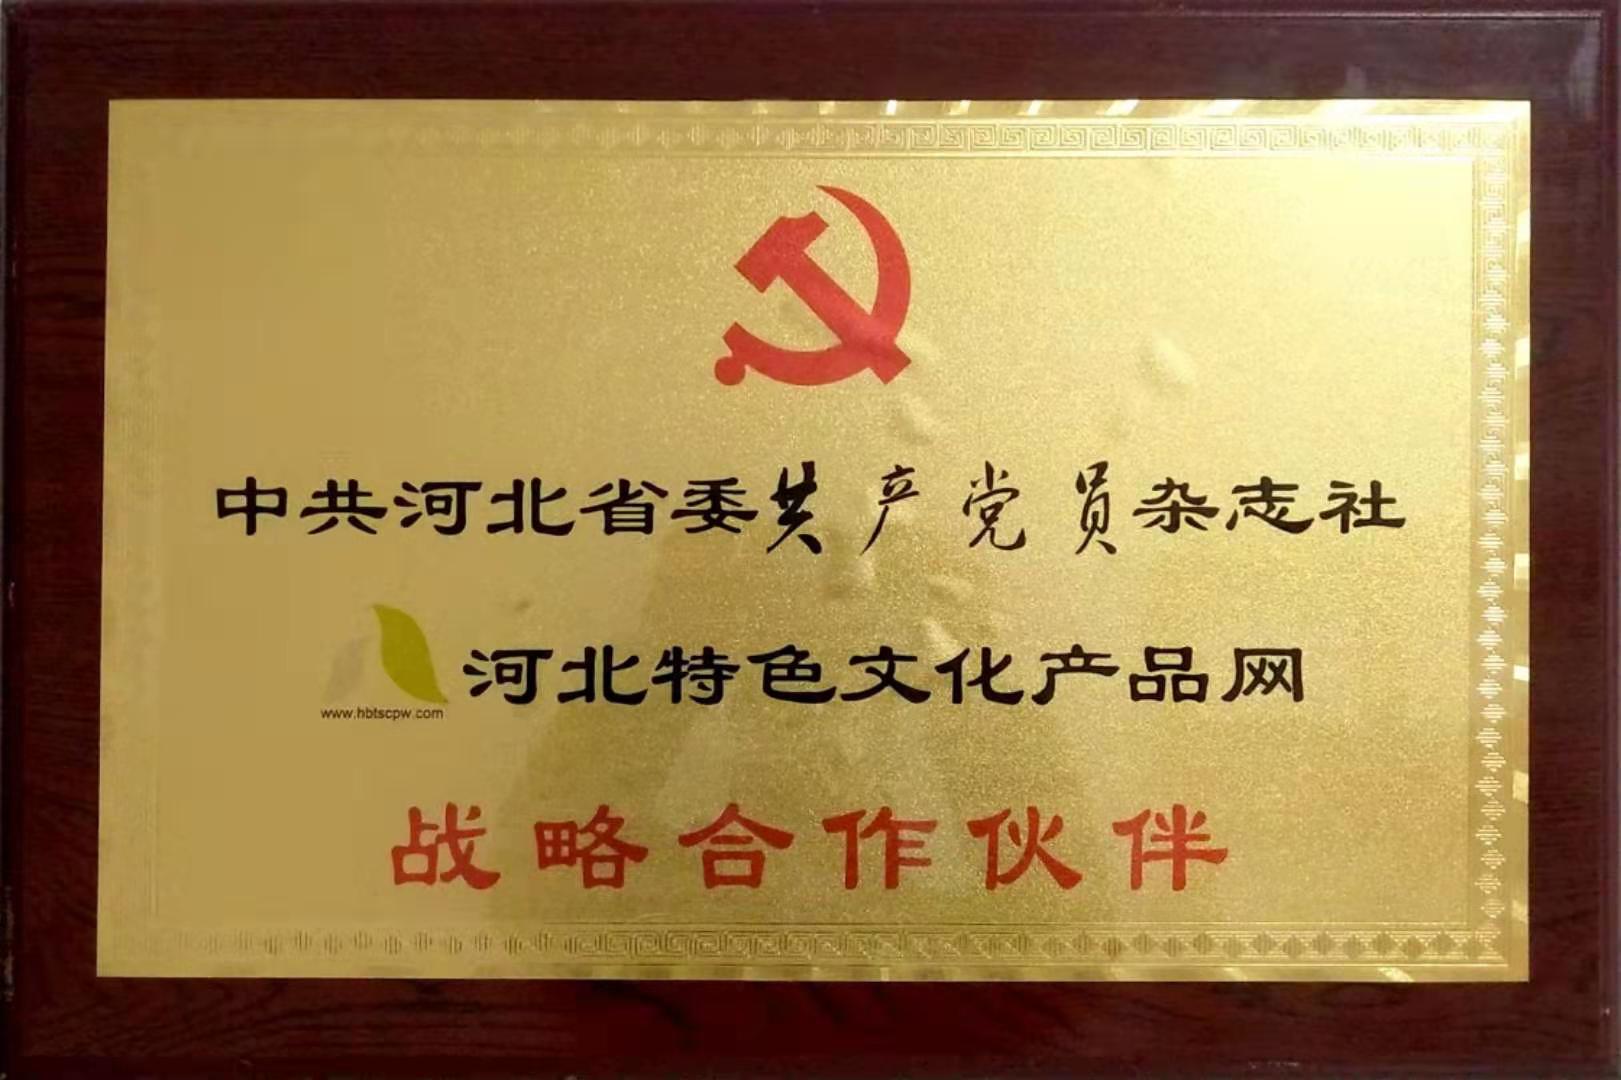 中共河北省委共产党员杂志社
河北特色文化产品网
www.hbtscpw.com
战略合作伙伴